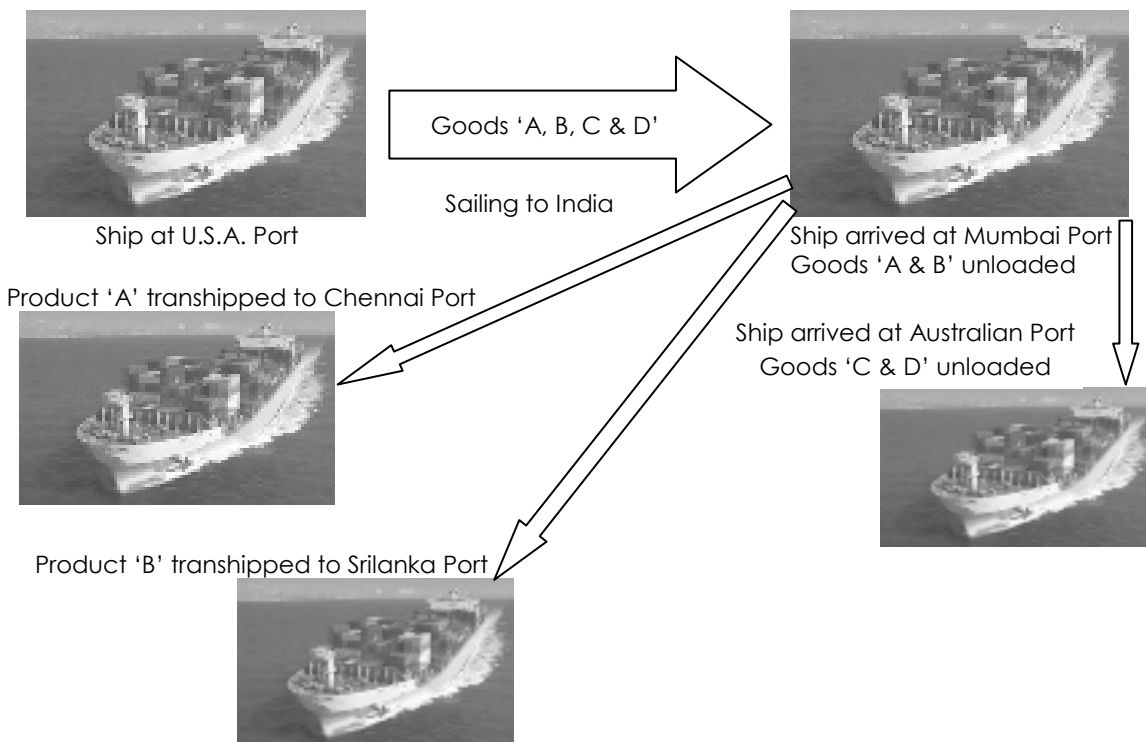 Goods ‘A, B, C & D’
Sailing to India
Ship at U.S.A. Port
Ship arrived at Mumbai Port
Goods ‘A & B’ unloaded
Product ‘A’ transhipped to Chennai Port
Ship arrived at Australian Port
Goods ‘C & D’ unloaded
Product ‘B’ transhipped to Srilanka Port